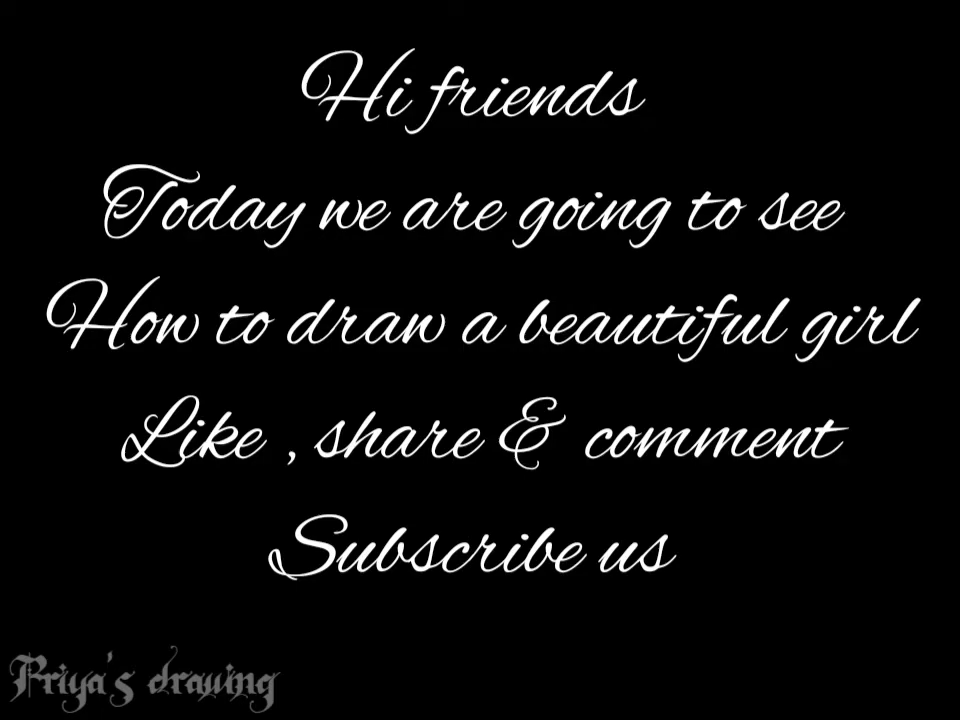 Hi friends
Today we are going to see
How to draw a beautiful girl
Like , share & comment
Subscribe us
Priya's drawing